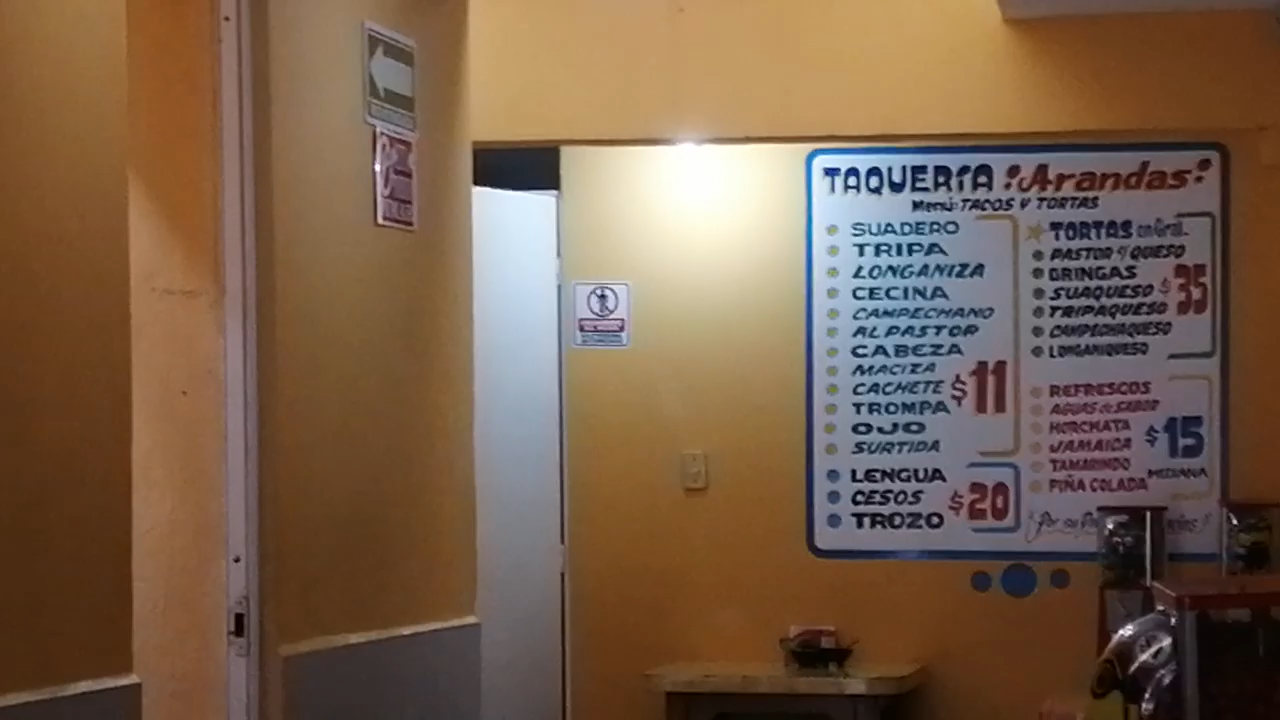 TAQUERÍA ¡Arandas!
Menú: TACOS Y TORTAS
SUADERO
TRIPA
LONGANIZA
CECINA
CAMPECHANO
AL PASTOR
CABEZA
MACIZA
CACHETE
TROMPA
OJO
SURTIDA
$11
LENGUA
CESOS
TROZO
$20
TORTAS en Gral.
PASTOR c/ QUESO
GRINGAS
SUAQUESO
TRIPAQUESO
CAMPECHAQUESO
LONGANIQUESO
$35
REFRESCOS
AGUAS de SABOR
HORCHATA
JAMAICA
TAMARINDO
PIÑA COLADA
$15
MEDIANA
¡Por su